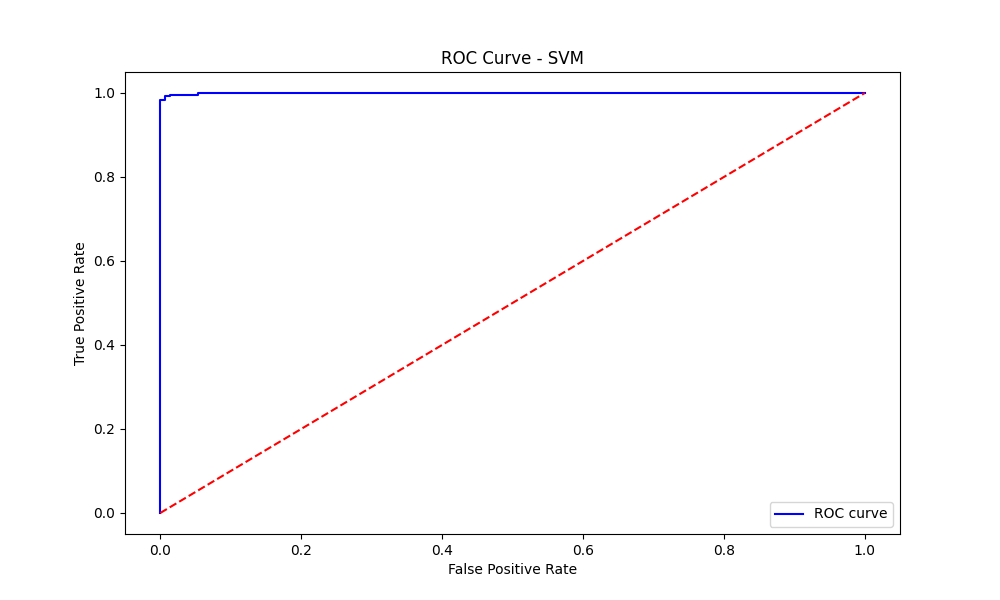 ROC Curve - SVM
True Positive Rate
1.0
0.8
0.6
0.4
0.2
0.0
ROC curve
0.0 0.2 0.4 0.6 0.8 1.0
False Positive Rate